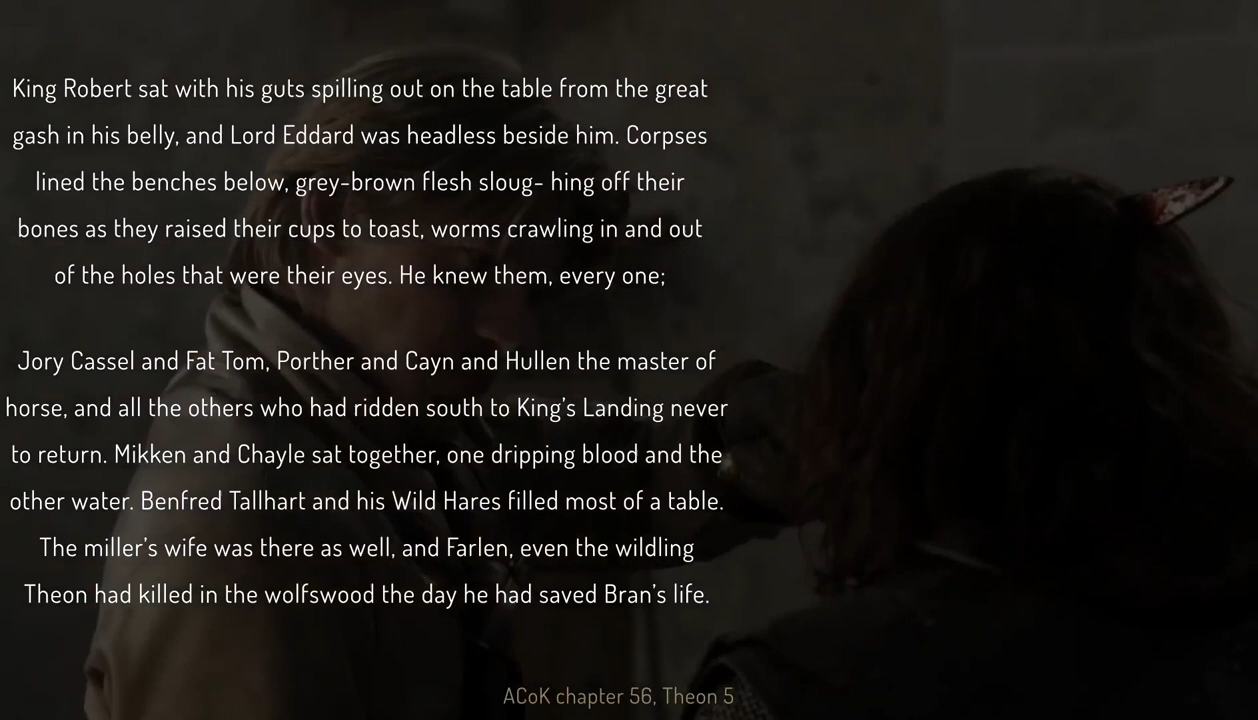 King Robert sat with his guts spilling out on the table from the great
gash in his belly, and Lord Eddard was headless beside him. Corpses
lined the benches below, grey-brown flesh sloug- hing off their
bones as they raised their cups to toast, worms crawling in and out
of the holes that were their eyes. He knew them, every one;
Jory Cassel and Fat Tom, Porther and Cayn and Hullen the master of
horse, and all the others who had ridden south to King's Landing never
to return. Mikken and Chayle sat together, one dripping blood and the
other water. Benfred Tallhart and his Wild Hares filled most of a table.
The miller's wife was there as well, and Farlen, even the wildling
Theon had killed in the wolfswood the day he had saved Bran's life.
ACoK chapter 56, Theon 5